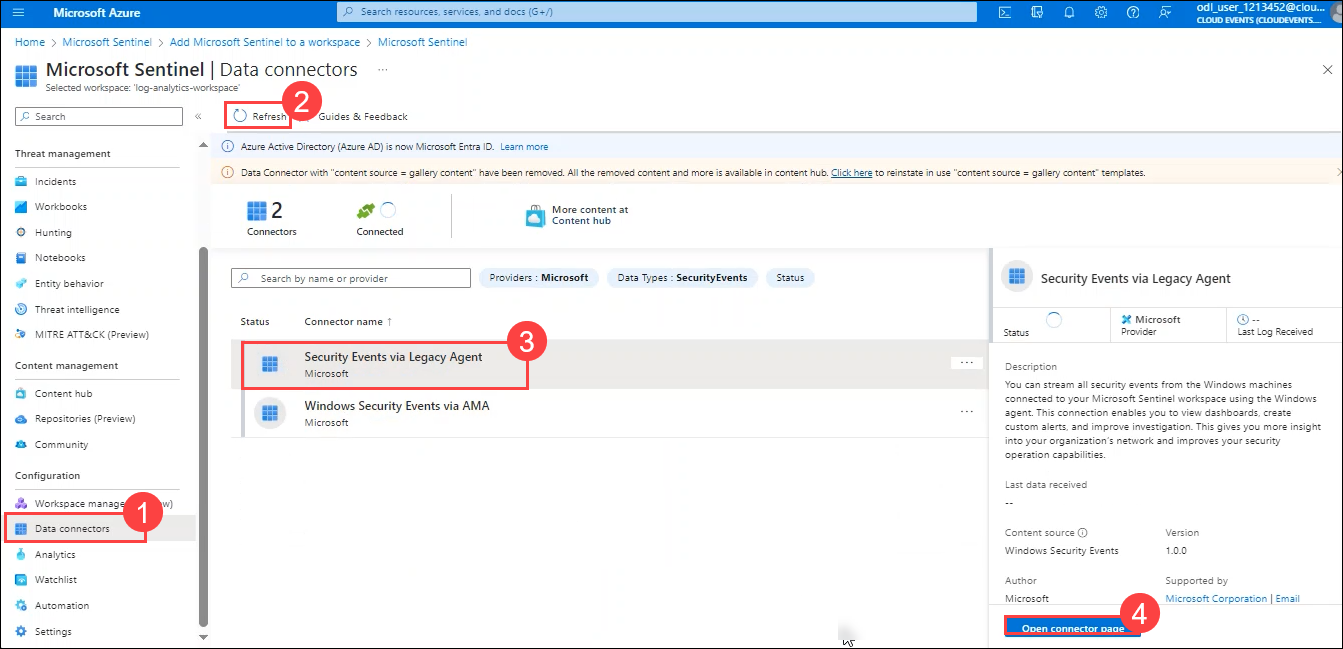 Microsoft Azure
Search resources, services, and docs (G+/)
odl_user_1213452@clou...
CLOUD EVENTS (CLOUDEVENTS....
Home > Microsoft Sentinel > Add Microsoft Sentinel to a workspace > Microsoft Sentinel
Microsoft Sentinel | Data connectors ...
Selected workspace: 'log-analytics-workspace'
Search
«
Threat management
Incidents
Workbooks
Hunting
Notebooks
Entity behavior
Threat intelligence
MITRE ATT&CK (Preview)
Content management
Content hub
Repositories (Preview)
Community
Configuration
Workspace manage w)
1
Data connectors
Analytics
Watchlist
Automation
Settings
2
Refresh
Guides & Feedback
Azure Active Directory (Azure AD) is now Microsoft Entra ID. Learn more
Data Connector with "content source = gallery content" have been removed. All the removed content and more is available in content hub. Click here to reinstate in use "content source = gallery content" templates.
2
Connectors
Connected
More content at
Content hub
Search by name or provider
Providers : Microsoft
Data Types : SecurityEvents
Status
Status
Connector name ↑
3
Security Events via Legacy Agent
Microsoft
...
Windows Security Events via AMA
Microsoft
...
Security Events via Legacy Agent
Status
Microsoft
Provider
--
Last Log Received
Description
You can stream all security events from the Windows machines
connected to your Microsoft Sentinel workspace using the Windows
agent. This connection enables you to view dashboards, create
custom alerts, and improve investigation. This gives you more insight
into your organization's network and improves your security
operation capabilities.
Last data received
--
Content source
Windows Security Events
Version
1.0.0
Author
Microsoft
Supported by
Microsoft Corporation | Email
4
Open connector page